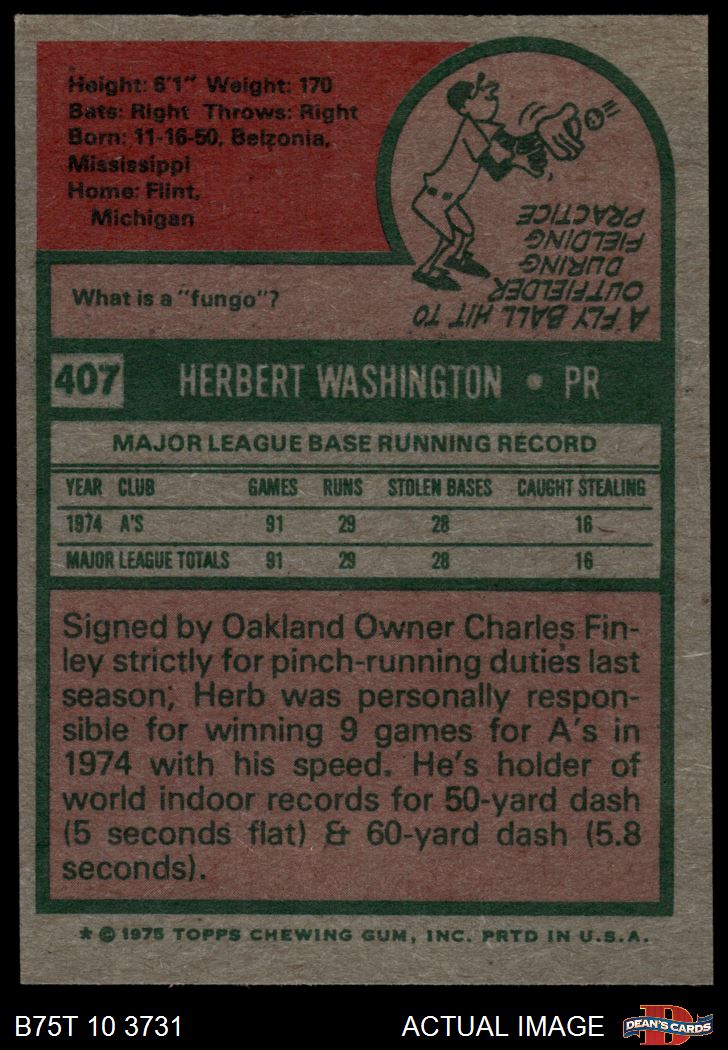 Height: 6'1" Weight: 170
Bats: Right Throws: Right
Born: 11-16-50, Belzonia,
Mississippi
Home: Flint,
Michigan
What is a "fungo"?
A FLY BALL HIT TO
OUTFIELDER
DURING
FIELDING
PRACTICE
407 HERBERT WASHINGTON • PR
MAJOR LEAGUE BASE RUNNING RECORD
YEAR CLUB GAMES RUNS STOLEN BASES CAUGHT STEALING
1974 A'S 91 29 28 16
MAJOR LEAGUE TOTALS 91 29 28 16
Signed by Oakland Owner Charles Fin-
ley strictly for pinch-running duties last
season, Herb was personally respon-
sible for winning 9 games for A's in
1974 with his speed. He's holder of
world indoor records for 50-yard dash
(5 seconds flat) & 60-yard dash (5.8
seconds).
* © 1975 TOPPS CHEWING GUM, INC. PRTD IN U.S.A.
B75T 10 3731 ACTUAL IMAGE D DEAN'S CARDS